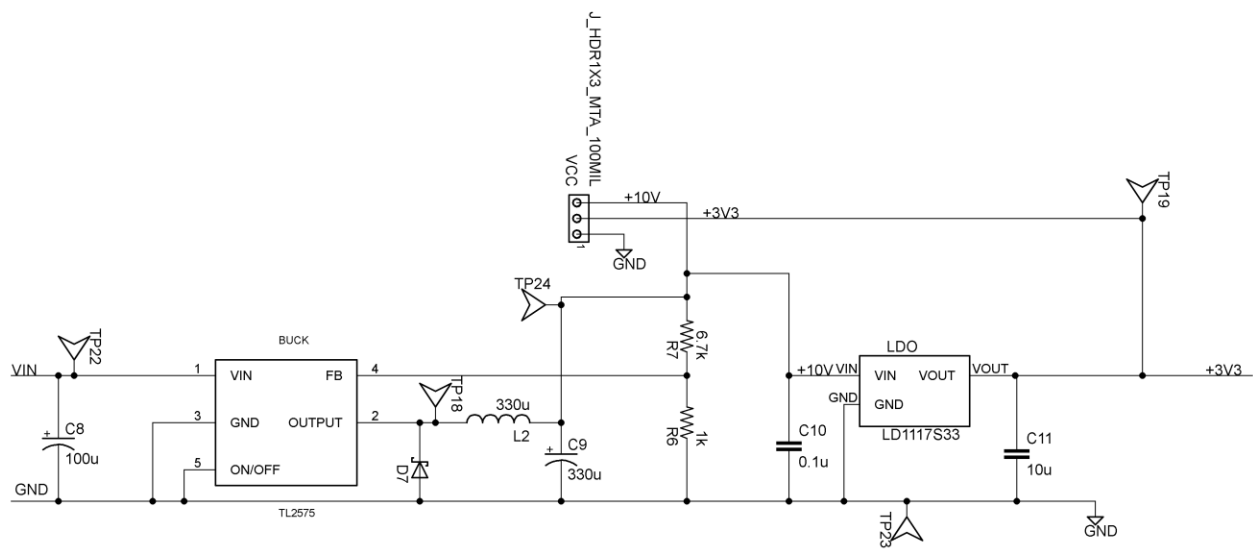 J_HDR1X3_MTA_100MIL
VCC
+10V
+3V3
1
GND
TP19
TP24
BUCK
6.7k
R7
LDO
VIN
TP22
1
VIN
FB
4
TP18
+10V
VIN
VIN
VOUT
VOUT
+3V3
GND
GND
3
GND
OUTPUT
2
330u
L2
1k
R6
LD1117S33
+
C8
100u
+
C9
330u
C10
0.1u
C11
10u
5
ON/OFF
D7
GND
TL2575
TP23
GND